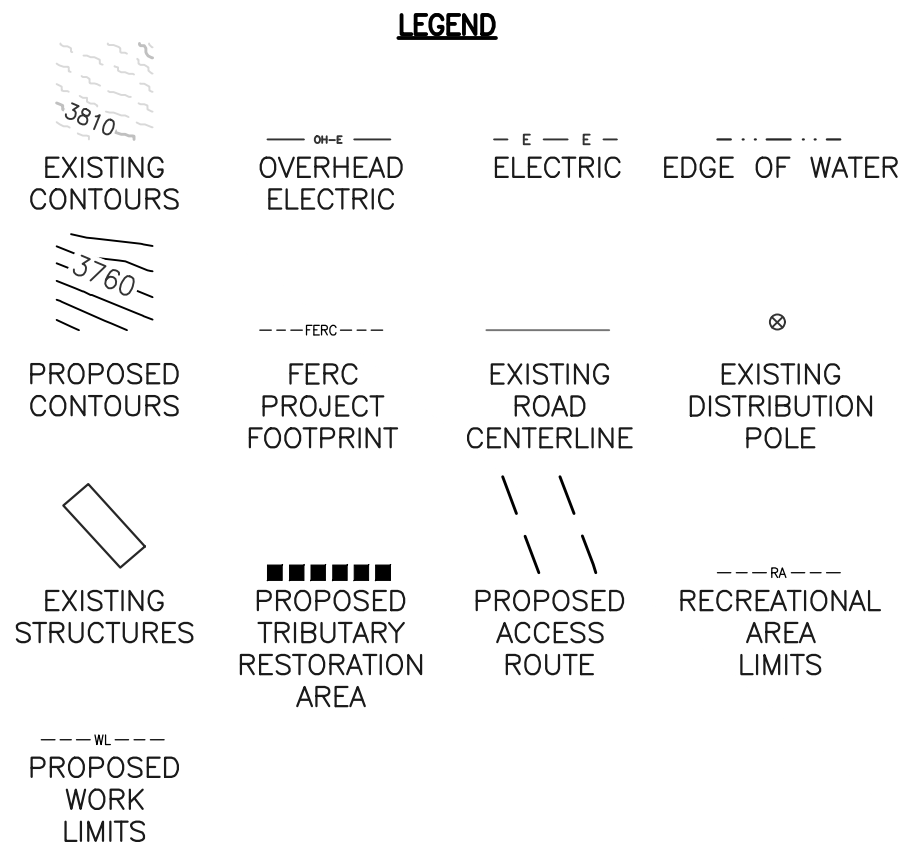 LEGEND
3810
EXISTING
CONTOURS
OH-E
OVERHEAD
ELECTRIC
E E
ELECTRIC
EDGE OF WATER
3760
PROPOSED
CONTOURS
FERC
FERC
PROJECT
FOOTPRINT
EXISTING
ROAD
CENTERLINE
EXISTING
DISTRIBUTION
POLE
EXISTING
STRUCTURES
PROPOSED
TRIBUTARY
RESTORATION
AREA
PROPOSED
ACCESS
ROUTE
RA
RECREATIONAL
AREA
LIMITS
WL
PROPOSED
WORK
LIMITS